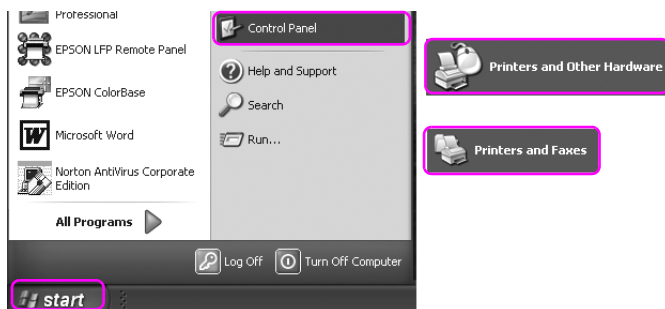 Professional
EPSON LFP Remote Panel
EPSON ColorBase
Microsoft Word
Norton AntiVirus Corporate
Edition
All Programs
Control Panel
Help and Support
Search
Run...
Log Off
Turn Off Computer
start
Printers and Other Hardware
Printers and Faxes